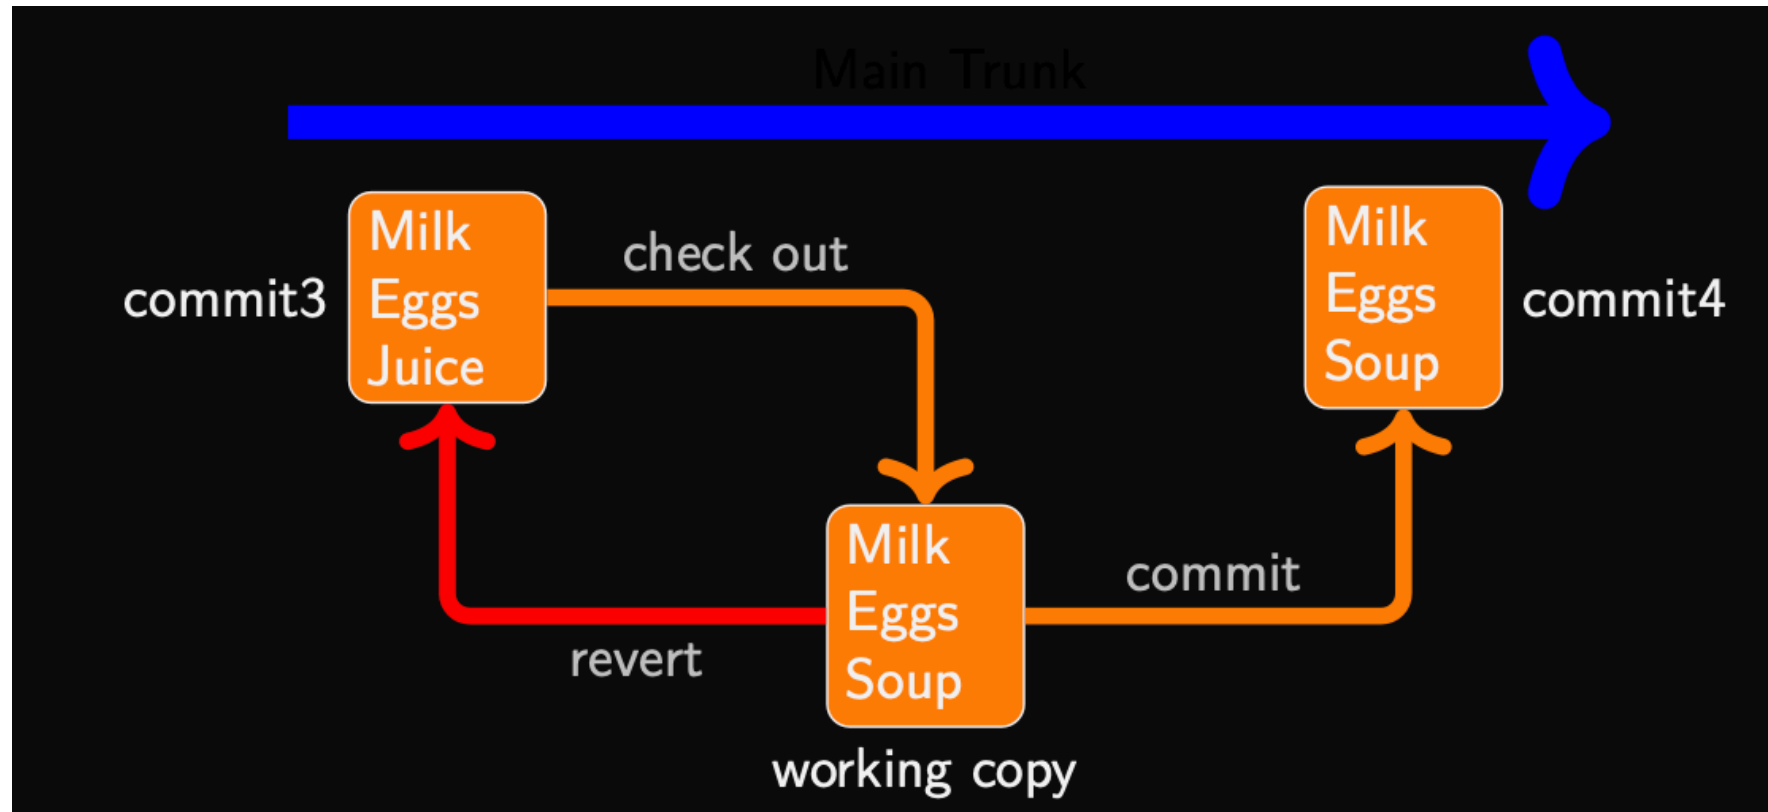 Main Trunk
Milk
Eggs
Juice
commit3
check out
Milk
Eggs
Soup
commit4
Milk
Eggs
Soup
commit
revert
working copy